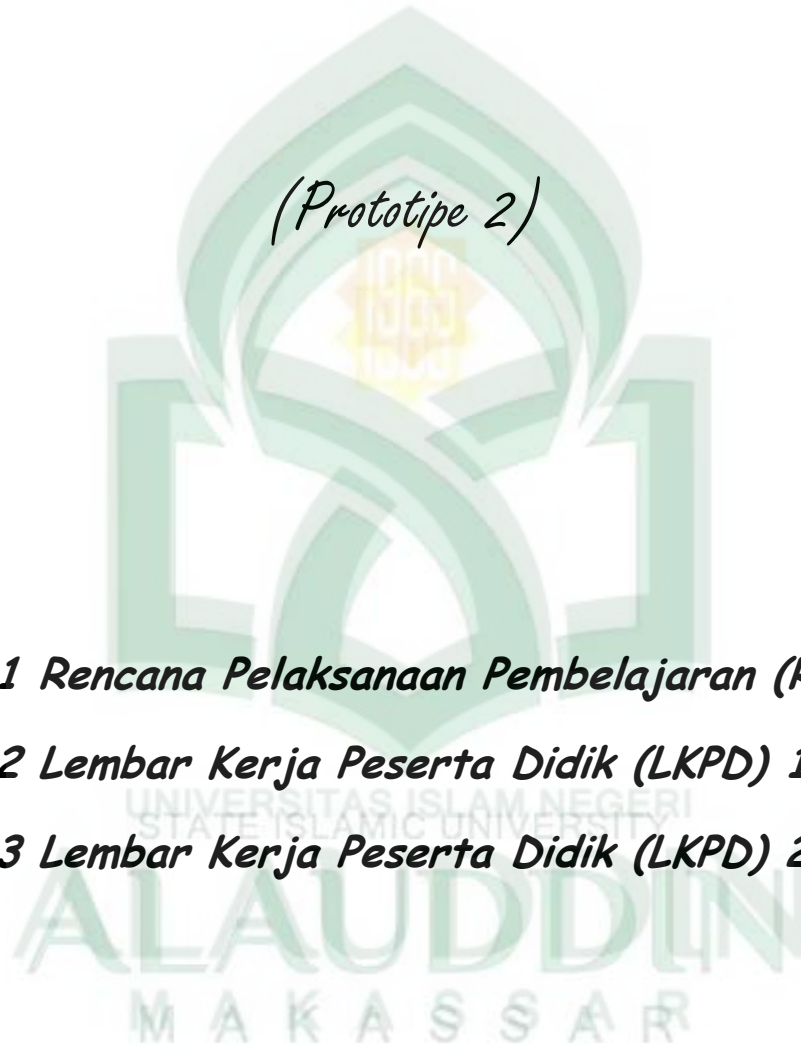 (Prototipe 2)
1965
1 Rencana Pelaksanaan Pembelajaran (
2 Lembar Kerja Peserta Didik (LKPD) 1
3 Lembar Kerja Peserta Didik (LKPD) 2
UNIVERSITAS ISLAM NEGERI
STATE ISLAMIC UNIVERSITY
ALAUDDIN
MAKASSAR